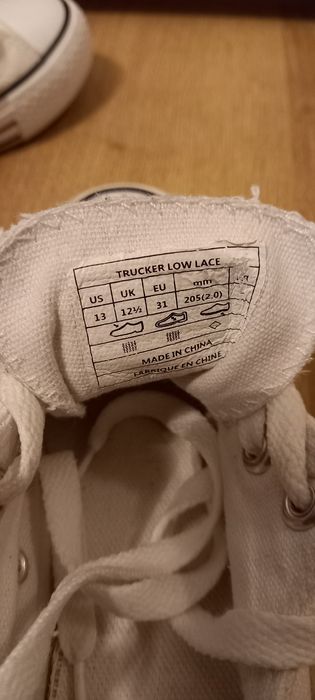 TRUCKER LOW LACE
US UK EU mm
13 12½ 31 205(2.0)
MADE IN CHINA
FABRIQUE EN CHINE